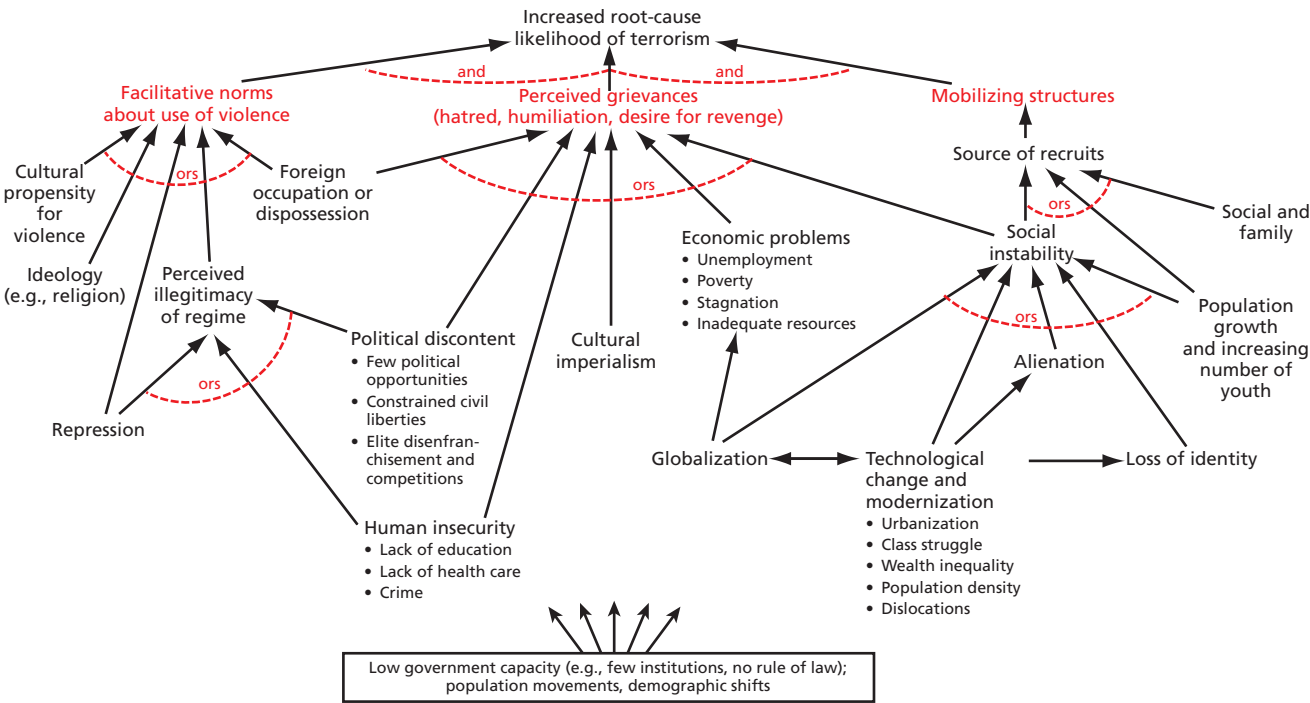 Increased root-cause
likelihood of terrorism
and
and
Facilitative norms
about use of violence
Perceived grievances
(hatred, humiliation, desire for revenge)
Mobilizing structures
Cultural
propensity
for
violence
ors
Foreign
occupation or
dispossession
ors
Source of recruits
ors
Social and
family
Ideology
(e.g., religion)
Perceived
illegitimacy
of regime
Economic problems
• Unemployment
• Poverty
• Stagnation
• Inadequate resources
Social
instability
ors
Population
growth
and increasing
number of
youth
Political discontent
• Few political
opportunities
• Constrained civil
liberties
• Elite disenfran-
chisement and
competitions
Cultural
imperialism
Alienation
ors
Repression
Globalization
Technological
change and
modernization
• Urbanization
• Class struggle
• Wealth inequality
• Population density
• Dislocations
Loss of identity
Human insecurity
• Lack of education
• Lack of health care
• Crime
Low government capacity (e.g., few institutions, no rule of law);
population movements, demographic shifts